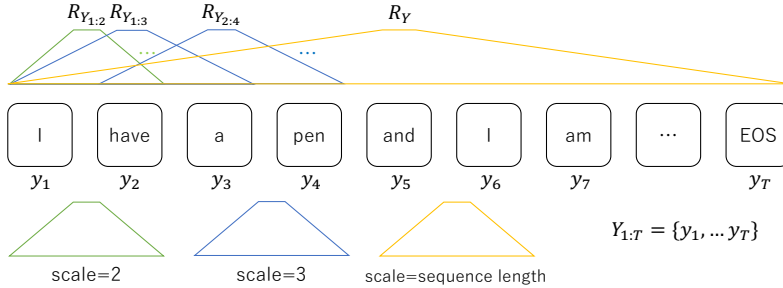 R_{Y_{1:2}} R_{Y_{1:3}} R_{Y_{2:4}} R_Y
... ...
I have a pen and I am ... EOS
y_1 y_2 y_3 y_4 y_5 y_6 y_7 y_T
Y_{1:T} = {y_1, ... y_T}
scale=2 scale=3 scale=sequence length